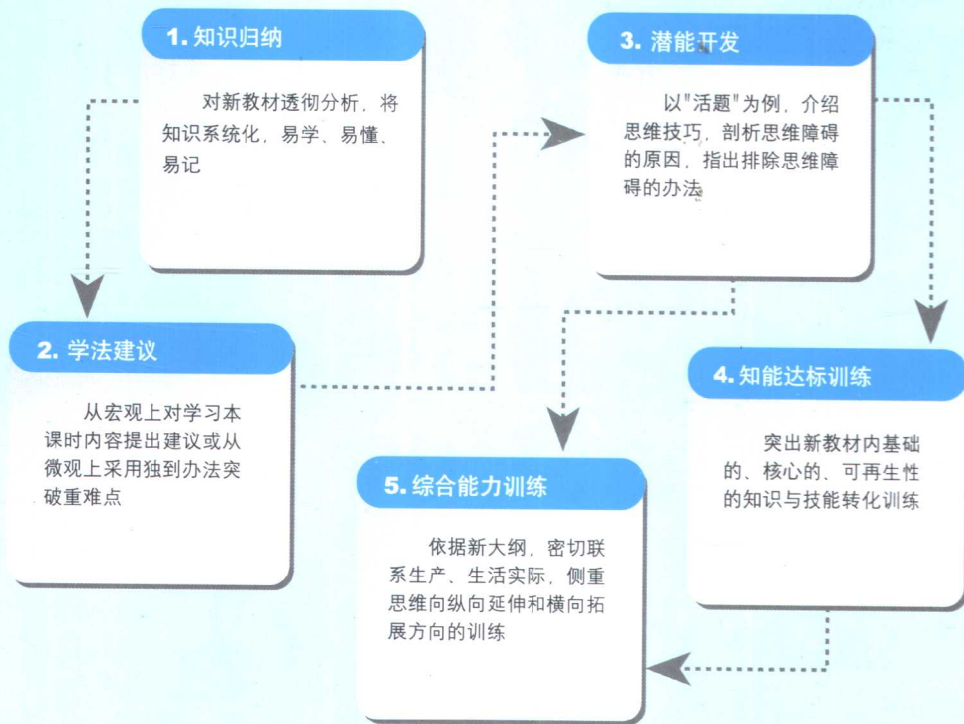 1. 知识归纳
对新教材透彻分析，将
知识系统化，易学、易懂、
易记
2. 学法建议
从宏观上对学习本
课时内容提出建议或从
微观上采用独到办法突
破重难点
3. 潜能开发
以"活题"为例，介绍
思维技巧，剖析思维障碍
的原因，指出排除思维障
碍的办法
4. 知能达标训练
突出新教材内基础
的、核心的、可再生性
的知识与技能转化训练
5. 综合能力训练
依据新大纲，密切联
系生产、生活实际，侧重
思维向纵向延伸和横向拓
展方向的训练